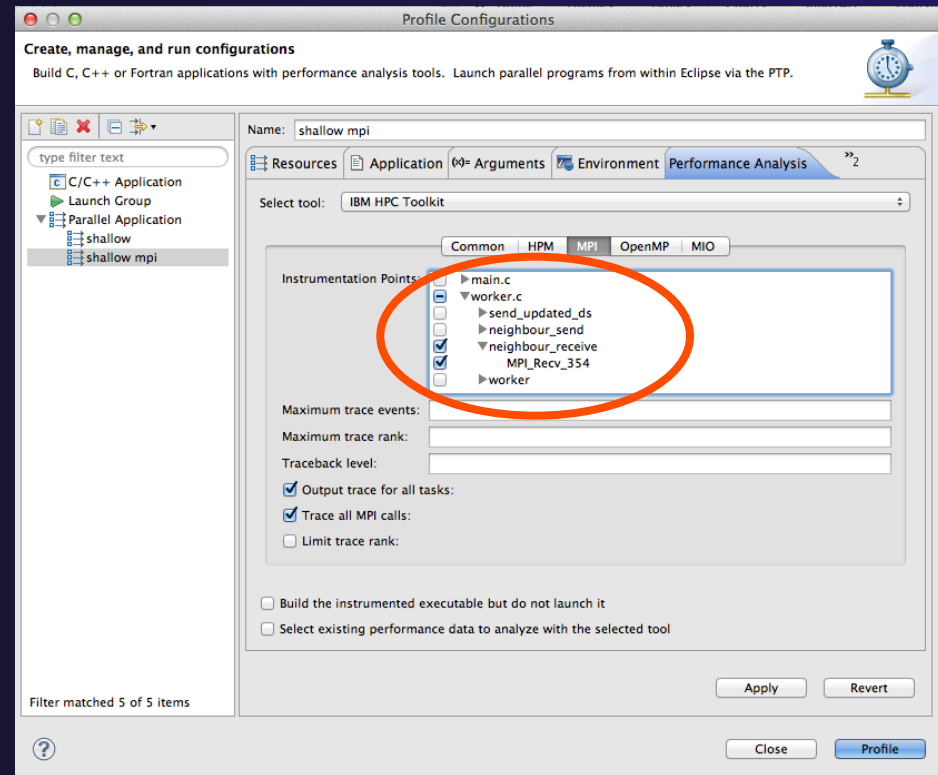 Profile Configurations
Create, manage, and run configurations
Build C, C++ or Fortran applications with performance analysis tools. Launch parallel programs from within Eclipse via the PTP.
type filter text
C/C++ Application
Launch Group
Parallel Application
shallow
shallow mpi
Filter matched 5 of 5 items
Name: shallow mpi
Resources Application (x)= Arguments Environment Performance Analysis »2
Select tool: IBM HPC Toolkit
Common HPM MPI OpenMP MIO
Instrumentation Points:
main.c
worker.c
send_updated_ds
neighbour_send
neighbour_receive
MPI_Recv_354
worker
Maximum trace events:
Maximum trace rank:
Traceback level:
Output trace for all tasks:
Trace all MPI calls:
Limit trace rank:
Build the instrumented executable but do not launch it
Select existing performance data to analyze with the selected tool
Apply Revert
? Close Profile